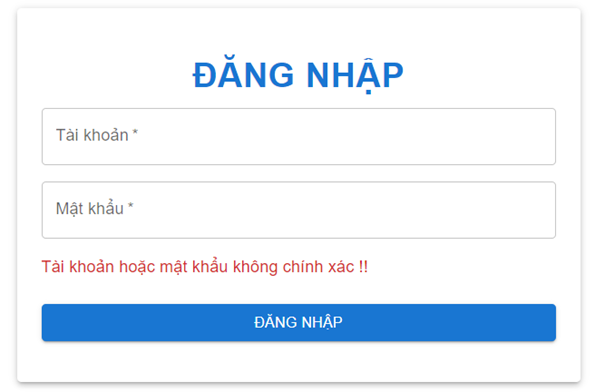 ĐĂNG NHẬP
Tài khoản *
Mật khẩu *
Tài khoản hoặc mật khẩu không chính xác !!
ĐĂNG NHẬP